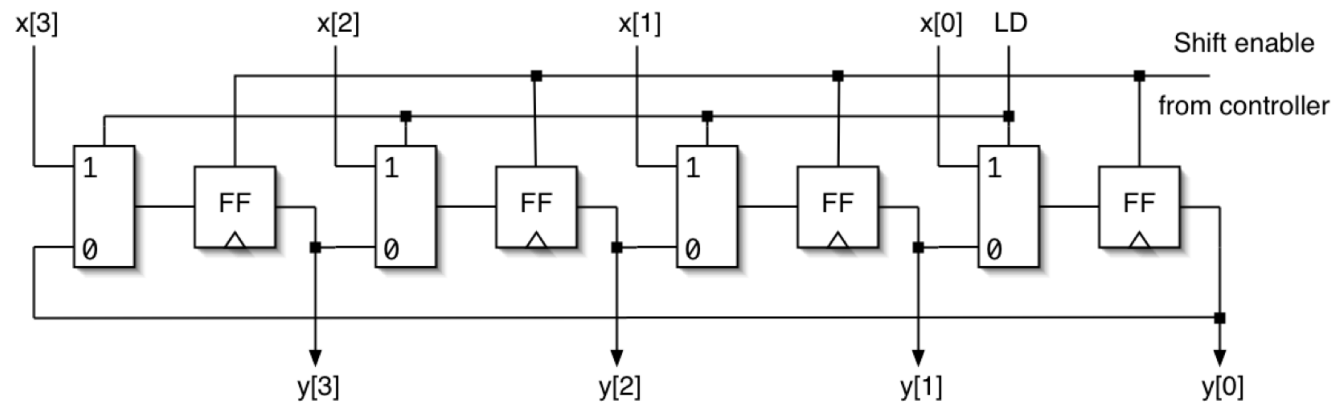 x[3] x[2] x[1] x[0] LD
Shift enable
from controller
1 1 1 1
FF FF FF FF
0 0 0 0
y[3] y[2] y[1] y[0]